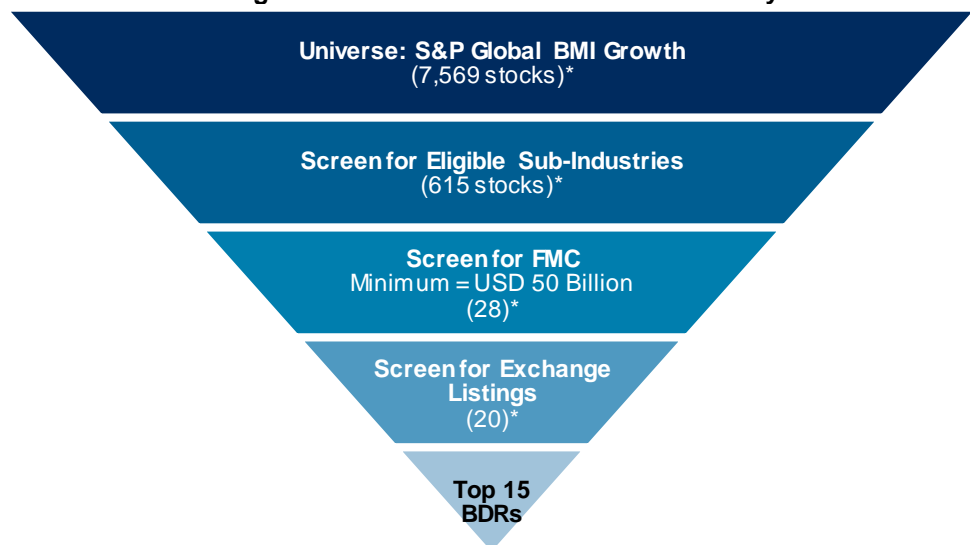 Universe: S&P Global BMI Growth
(7,569 stocks)*
Screen for Eligible Sub-Industries
(615 stocks)*
Screen for FMC
Minimum = USD 50 Billion
(28)*
Screen for Exchange
Listings
(20)*
Top 15
BDRs